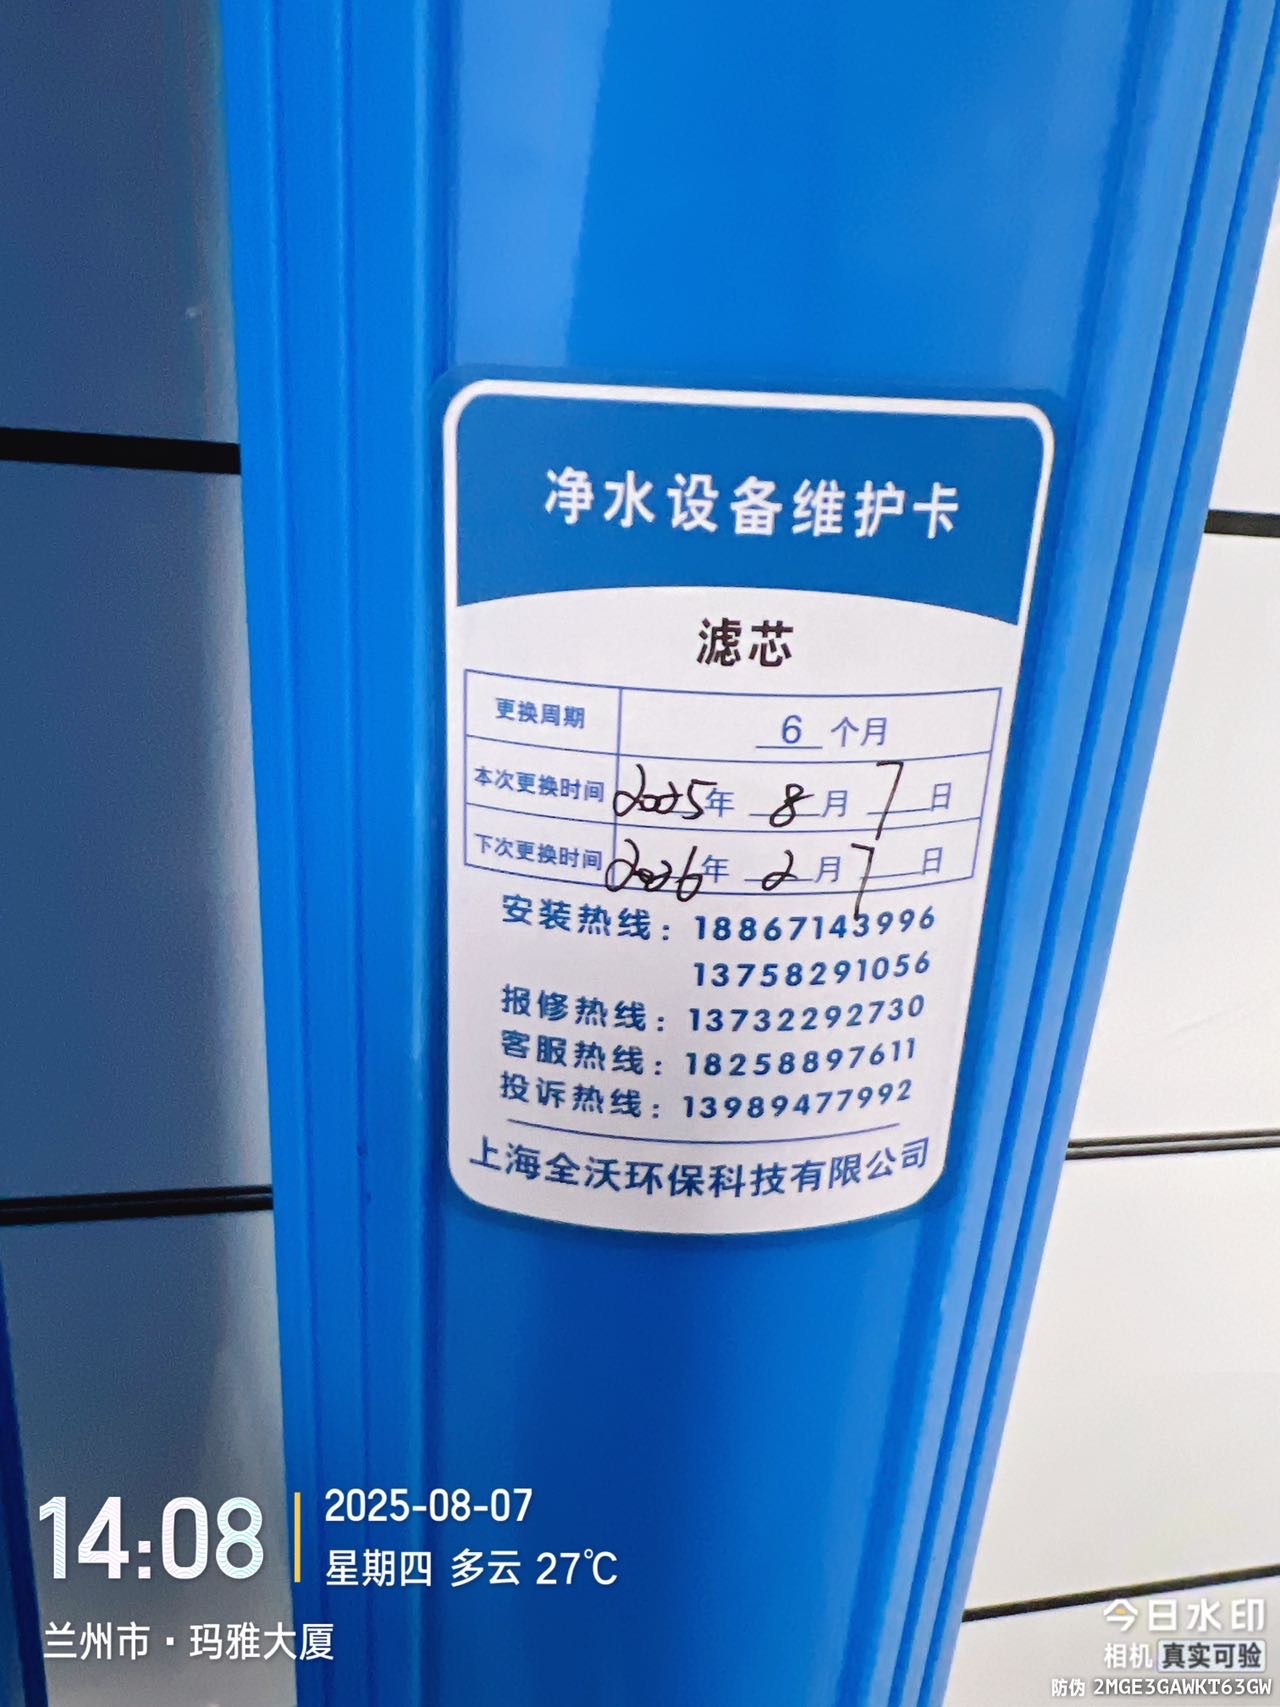 净水设备维护卡
滤芯
更换周期 6 个月
本次更换时间 2025年 8月 7日
下次更换时间 2026年 2月 7日
安装热线：18867143996
13758291056
报修热线：13732292730
客服热线：18258897611
投诉热线：13989477992
上海全沃环保科技有限公司
14:08
2025-08-07
星期四 多云 27℃
兰州市·玛雅大厦
今日水印
相机 真实可验
防伪 2MGE3GAWKT63GW